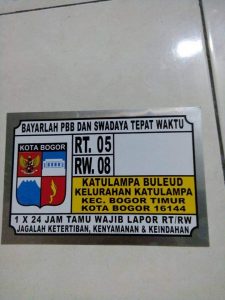 BAYARLAH PBB DAN SWADAYA TEPAT WAKTU
KOTA BOGOR
RT. 05
RW. 08
KATULAMPA BULEUD
KELURAHAN KATULAMPA
KEC. BOGOR TIMUR
KOTA BOGOR 16144
1 X 24 JAM TAMU WAJIB LAPOR RT/RW
JAGALAH KETERTIBAN, KENYAMANAN & KEINDAHAN